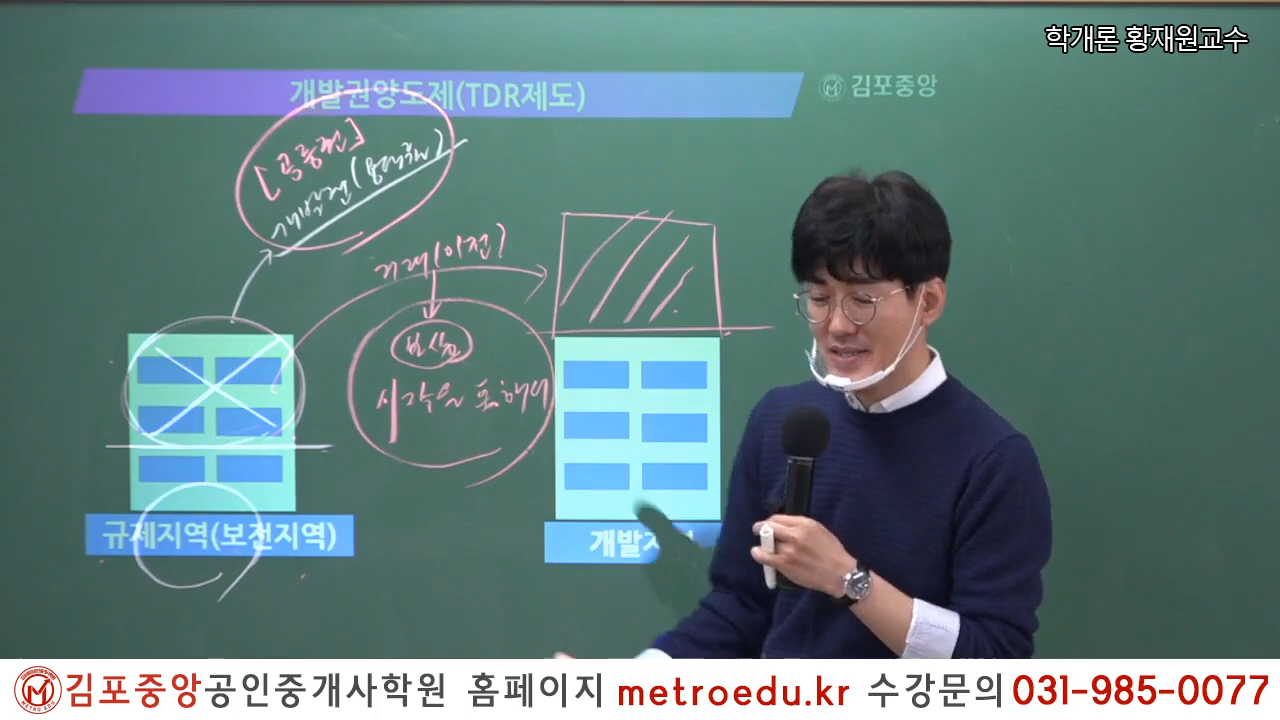 학개론 황재원교수
개발권양도제(TDR제도)
김포중앙
[공중권]
개발권(용적률)
거래(이전)
보상
시장을 통해서
규제지역(보전지역)
김포중앙공인중개사학원 홈페이지 metroedu.kr 수강문의 031-985-0077